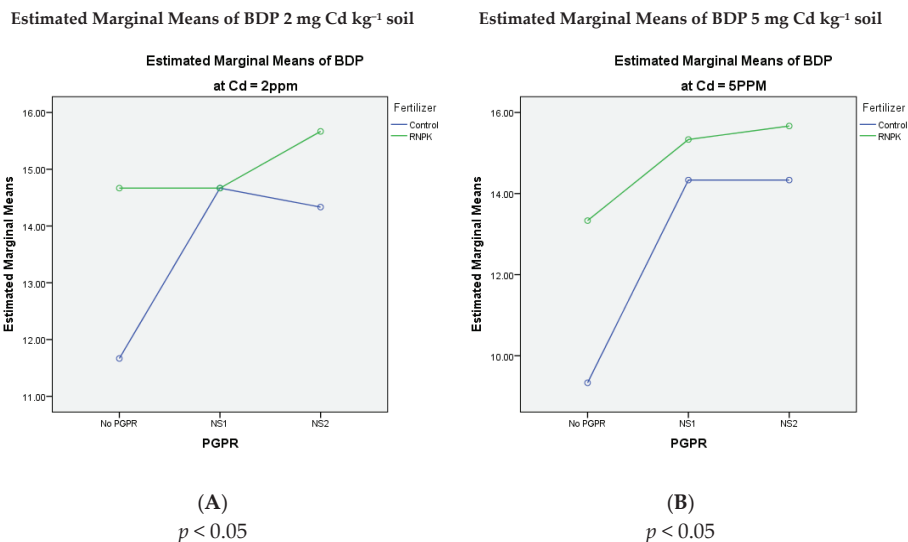 Estimated Marginal Means of BDP 2 mg Cd kg⁻¹ soil
Estimated Marginal Means of BDP
at Cd = 2ppm
Fertilizer
Control
RNPK
Estimated Marginal Means
16.00
15.00
14.00
13.00
12.00
11.00
No PGPR NS1 NS2
PGPR
(A)
p < 0.05
Estimated Marginal Means of BDP 5 mg Cd kg⁻¹ soil
Estimated Marginal Means of BDP
at Cd = 5PPM
Fertilizer
Control
RNPK
Estimated Marginal Means
16.00
14.00
12.00
10.00
No PGPR NS1 NS2
PGPR
(B)
p < 0.05